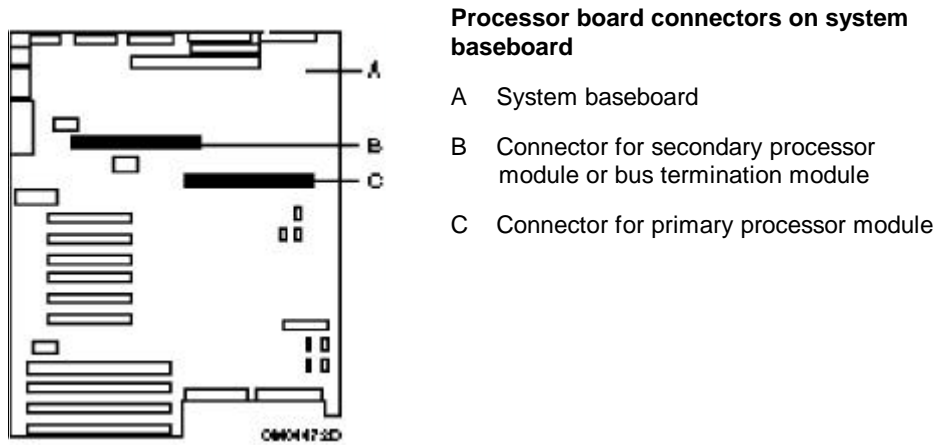 Processor board connectors on system
baseboard
A System baseboard
B Connector for secondary processor
module or bus termination module
C Connector for primary processor module
A
B
C
OM04472D